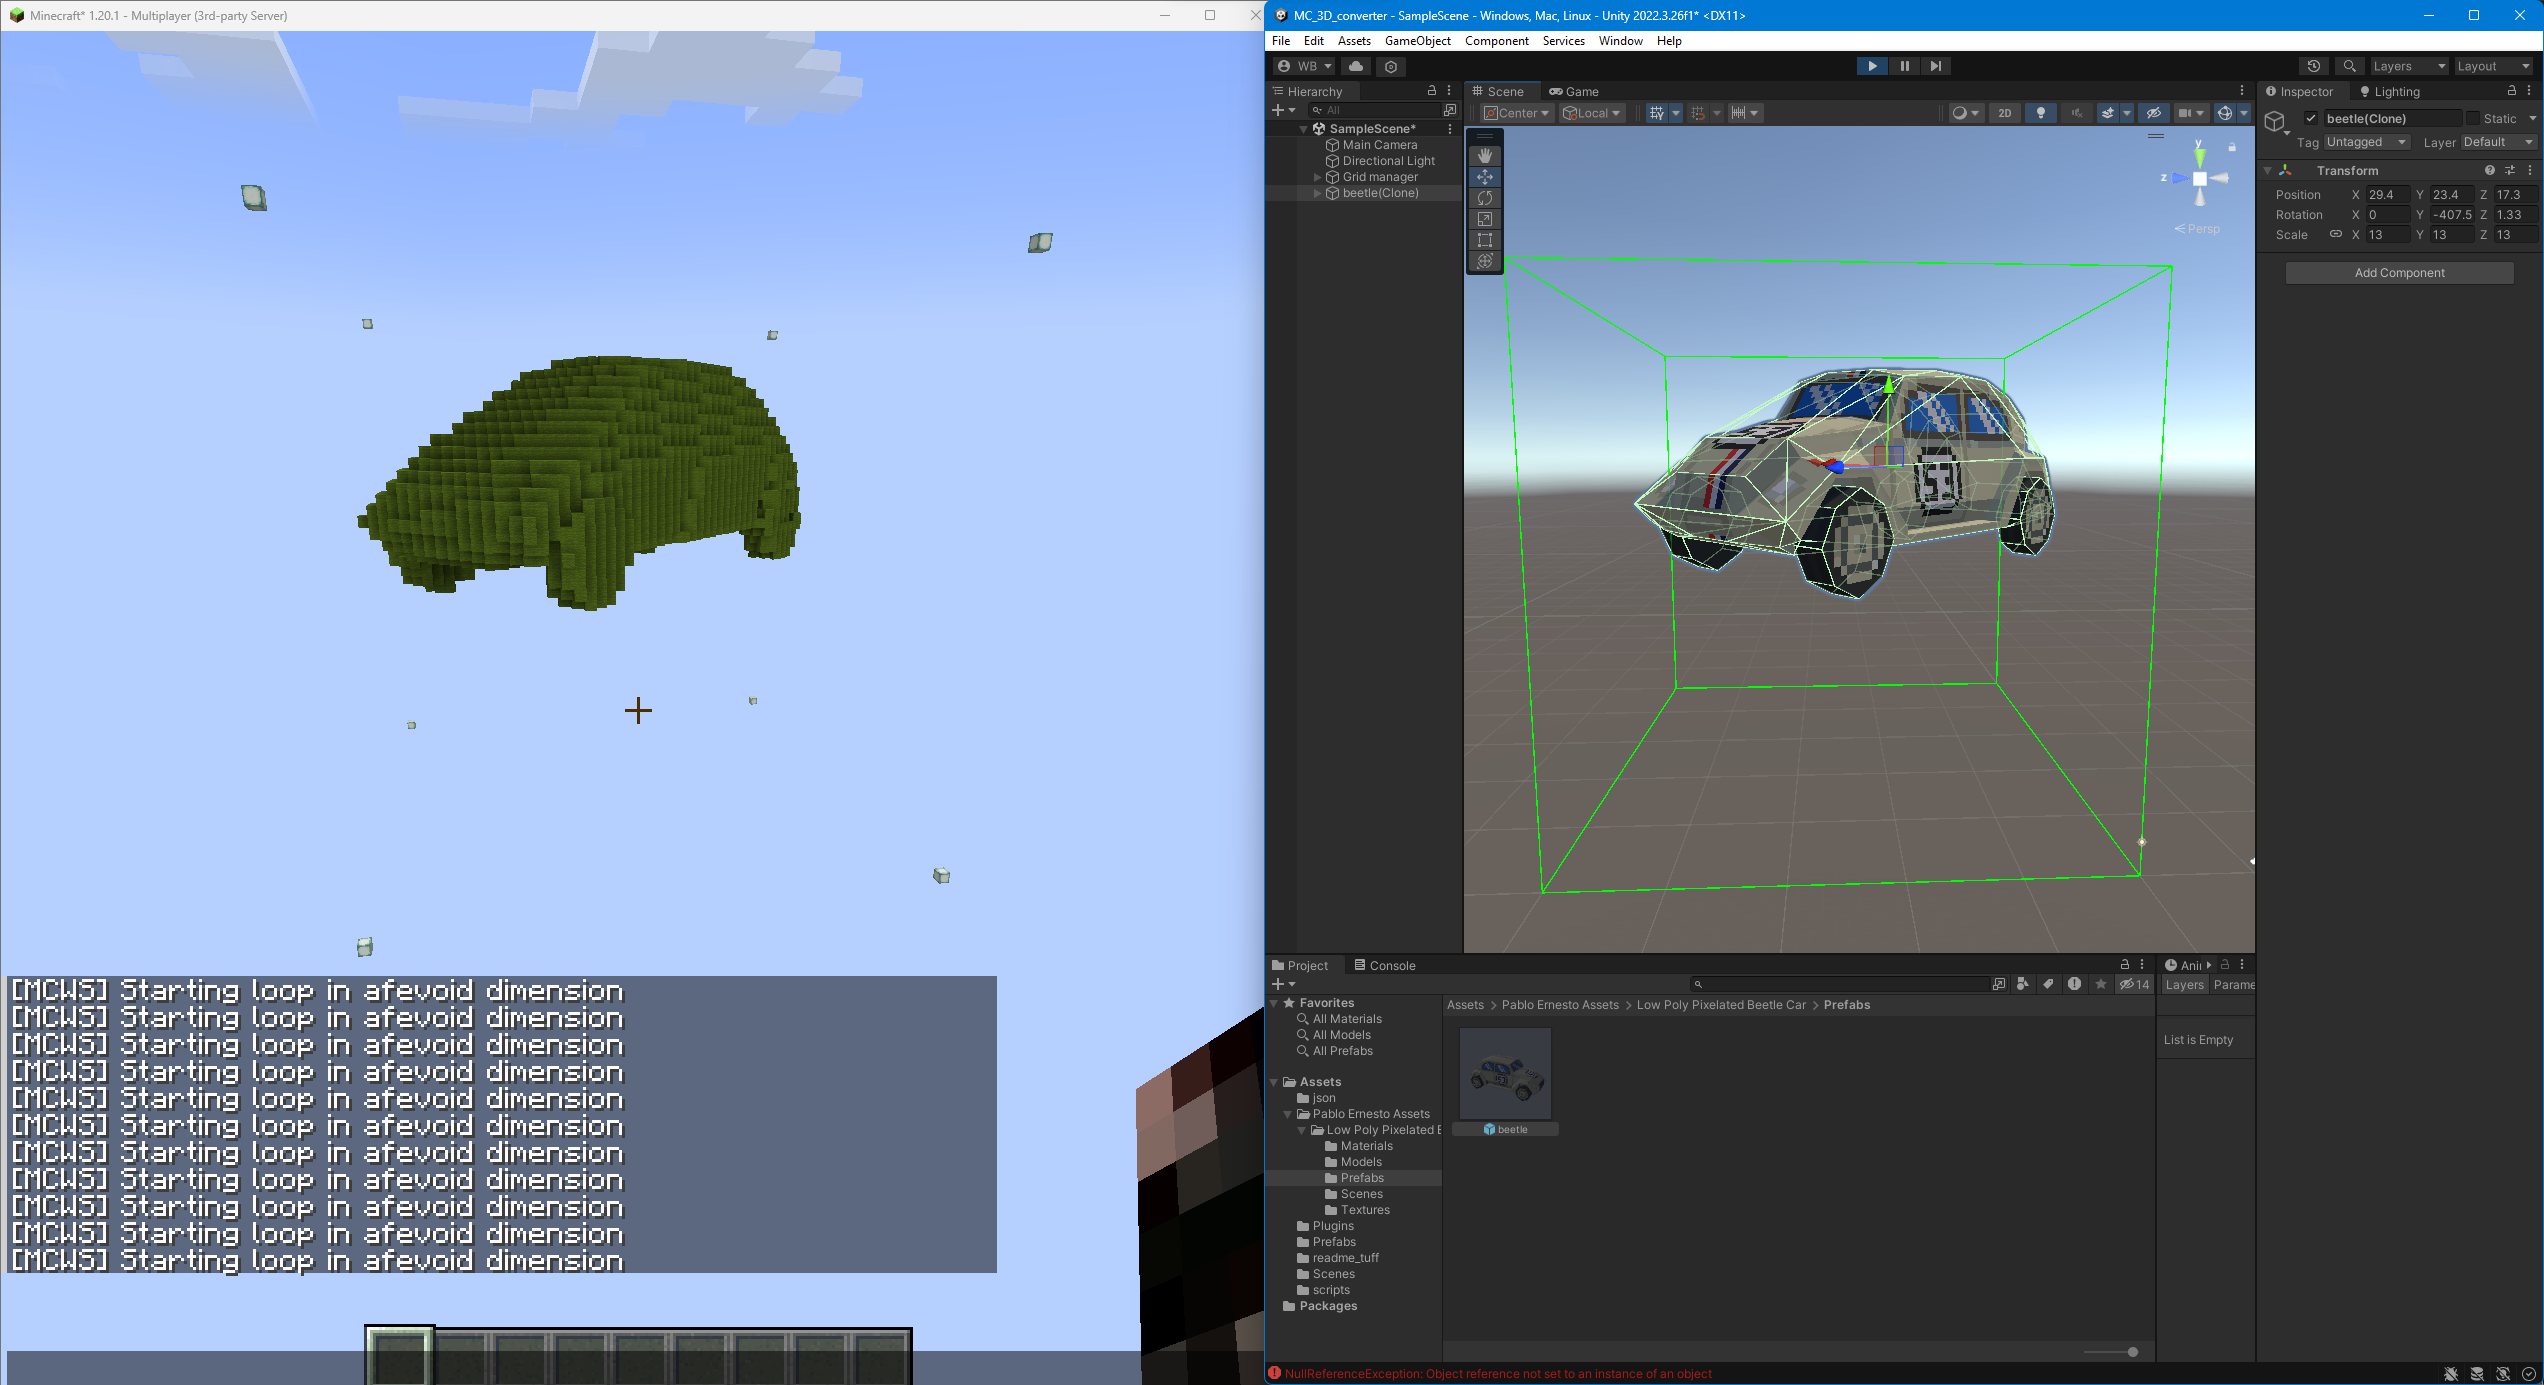 Minecraft* 1.20.1 - Multiplayer (3rd-party Server)
[MCWS] Starting loop in afevoid dimension
[MCWS] Starting loop in afevoid dimension
[MCWS] Starting loop in afevoid dimension
[MCWS] Starting loop in afevoid dimension
[MCWS] Starting loop in afevoid dimension
[MCWS] Starting loop in afevoid dimension
[MCWS] Starting loop in afevoid dimension
[MCWS] Starting loop in afevoid dimension
[MCWS] Starting loop in afevoid dimension
[MCWS] Starting loop in afevoid dimension
[MCWS] Starting loop in afevoid dimension
MC_3D_converter - SampleScene - Windows, Mac, Linux - Unity 2022.3.26f1* <DX11>
File Edit Assets GameObject Component Services Window Help
WB Layers Layout
Hierarchy
All
SampleScene*
Main Camera
Directional Light
Grid manager
beetle(Clone)
Scene Game
Center Local 2D
y
z
Persp
53
Inspector Lighting
beetle(Clone) Static
Tag Untagged Layer Default
Transform
Position X 29.4 Y 23.4 Z 17.3
Rotation X 0 Y -407.5 Z 1.33
Scale X 13 Y 13 Z 13
Add Component
Project Console
14
Favorites
All Materials
All Models
All Prefabs
Assets
json
Pablo Ernesto Assets
Low Poly Pixelated E
Materials
Models
Prefabs
Scenes
Textures
Plugins
Prefabs
readme_tuff
Scenes
scripts
Packages
Assets > Pablo Ernesto Assets > Low Poly Pixelated Beetle Car > Prefabs
beetle
Ani
Layers Parame
List is Empty
NullReferenceException: Object reference not set to an instance of an object